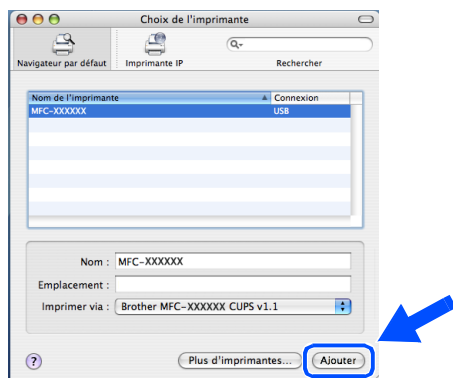 Choix de l'imprimante
Navigateur par défaut Imprimante IP Rechercher
Nom de l'imprimante Connexion
MFC-XXXXXX USB
Nom : MFC-XXXXXX
Emplacement :
Imprimer via : Brother MFC-XXXXXX CUPS v1.1
? Plus d'imprimantes... Ajouter